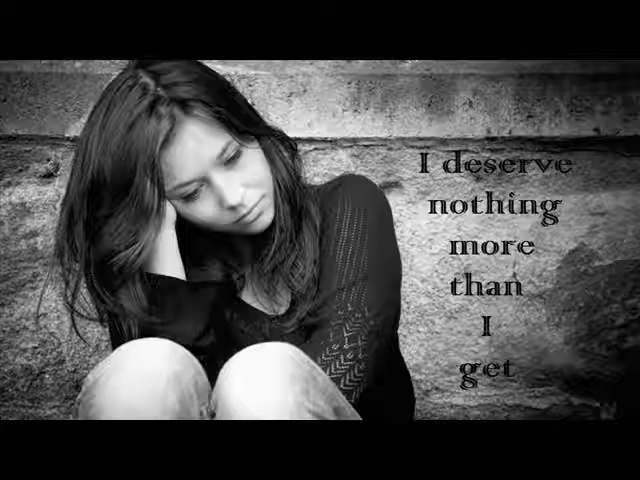 I deserve
nothing
more
than
I
get